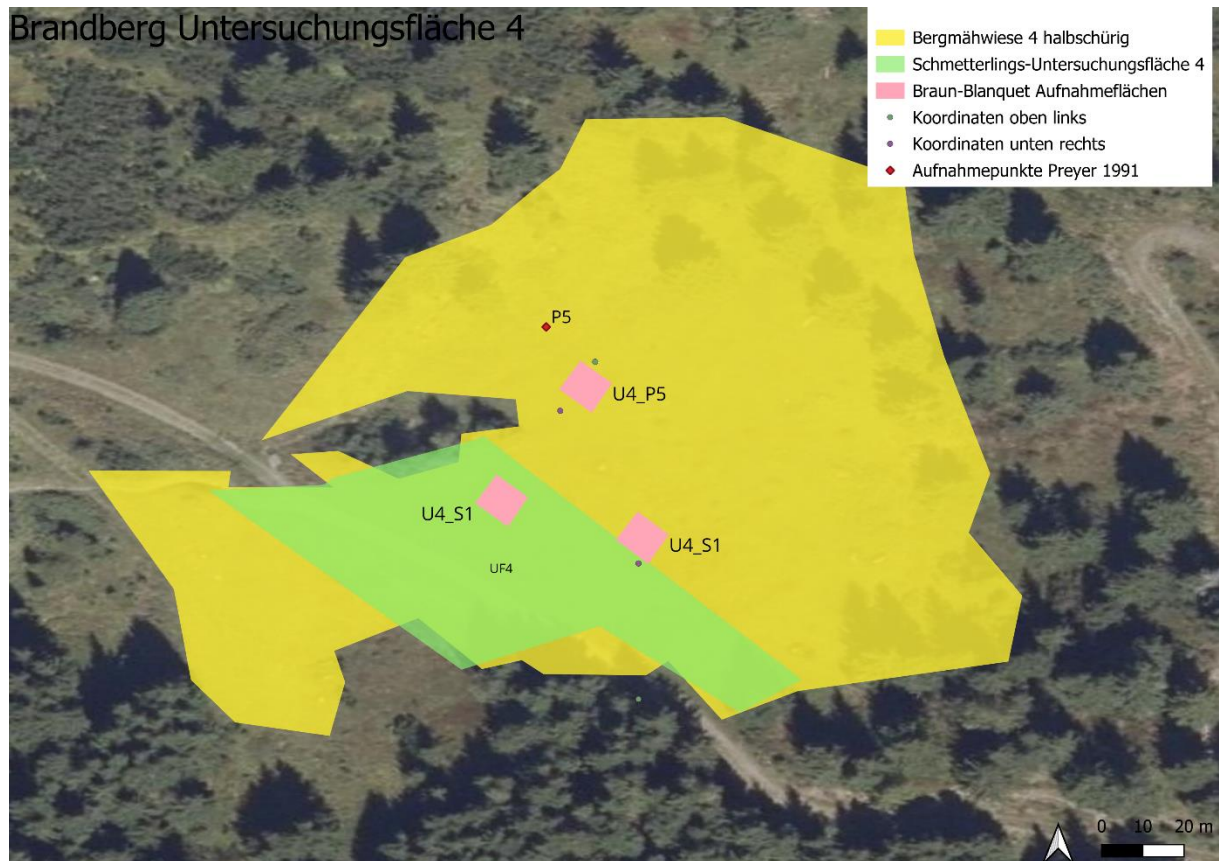 Brandberg Untersuchungsfläche 4
Bergmähwiese 4 halbschürig
Schmetterlings-Untersuchungsfläche 4
Braun-Blanquet Aufnahmeflächen
Koordinaten oben links
Koordinaten unten rechts
Aufnahmepunkte Preyer 1991
P5
U4_P5
U4_S1
U4_S1
UF4
0 10 20 m